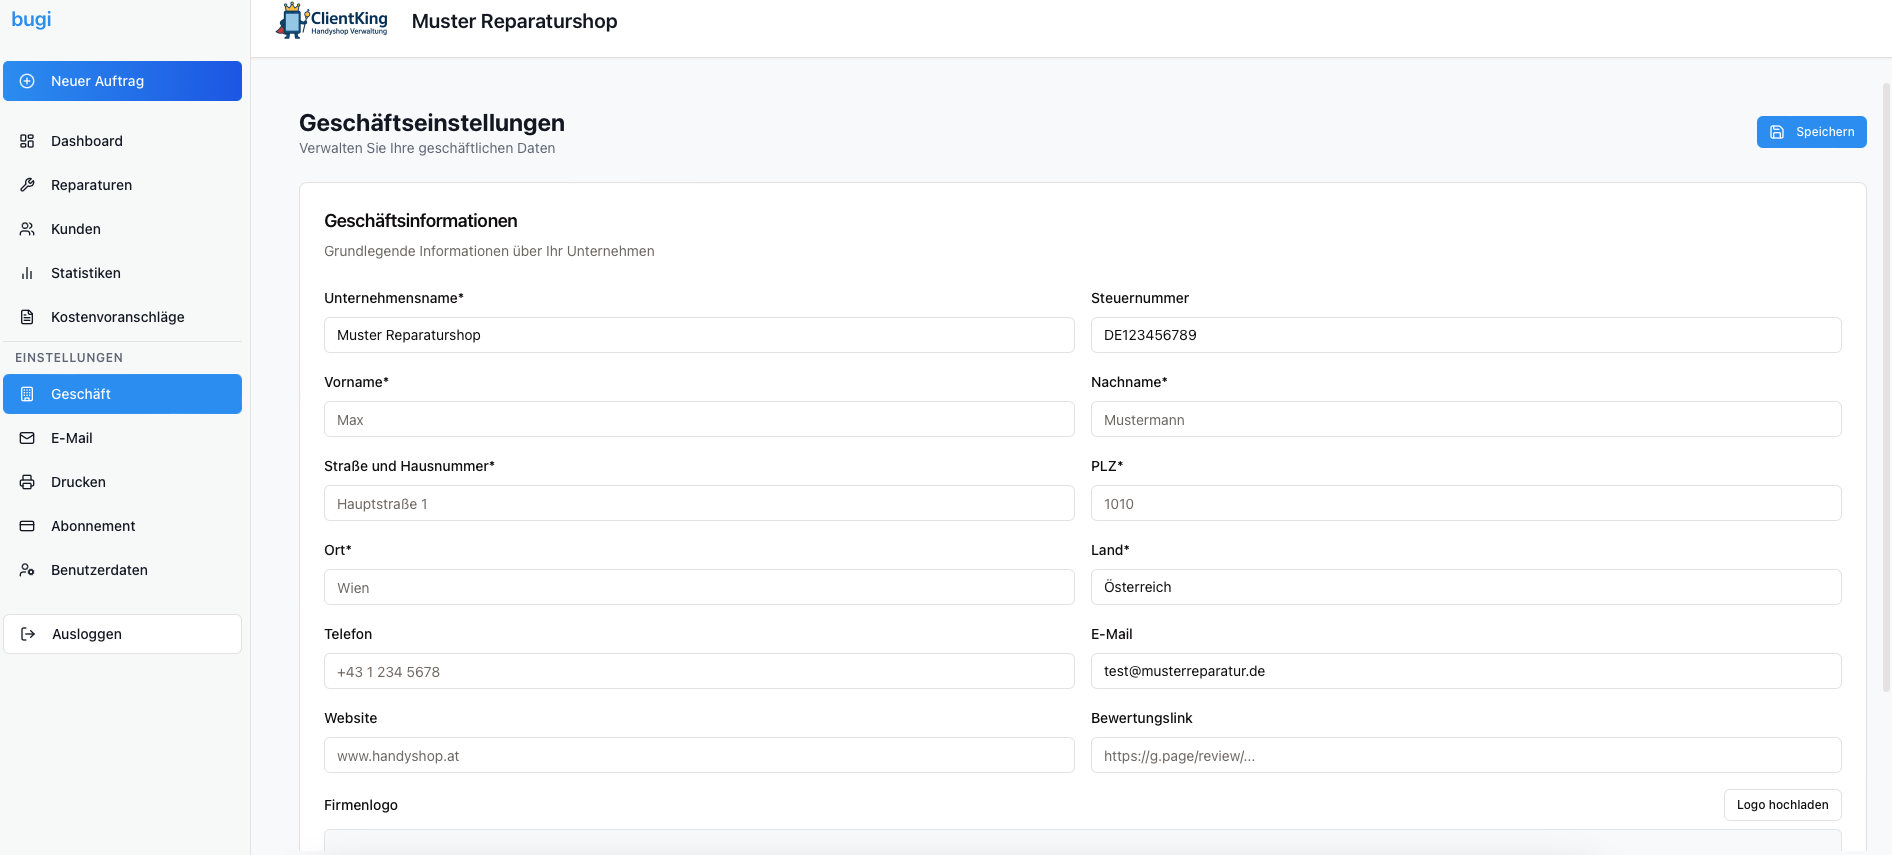 bugi
Neuer Auftrag
Dashboard
Reparaturen
Kunden
Statistiken
Kostenvoranschläge
EINSTELLUNGEN
Geschäft
E-Mail
Drucken
Abonnement
Benutzerdaten
Ausloggen
ClientKing
Handyshop Verwaltung
Muster Reparaturshop
Geschäftseinstellungen
Verwalten Sie Ihre geschäftlichen Daten
Speichern
Geschäftsinformationen
Grundlegende Informationen über Ihr Unternehmen
Unternehmensname*
Muster Reparaturshop
Steuernummer
DE123456789
Vorname*
Max
Nachname*
Mustermann
Straße und Hausnummer*
Hauptstraße 1
PLZ*
1010
Ort*
Wien
Land*
Österreich
Telefon
+43 1 234 5678
E-Mail
test@musterreparatur.de
Website
www.handyshop.at
Bewertungslink
https://g.page/review/...
Firmenlogo
Logo hochladen